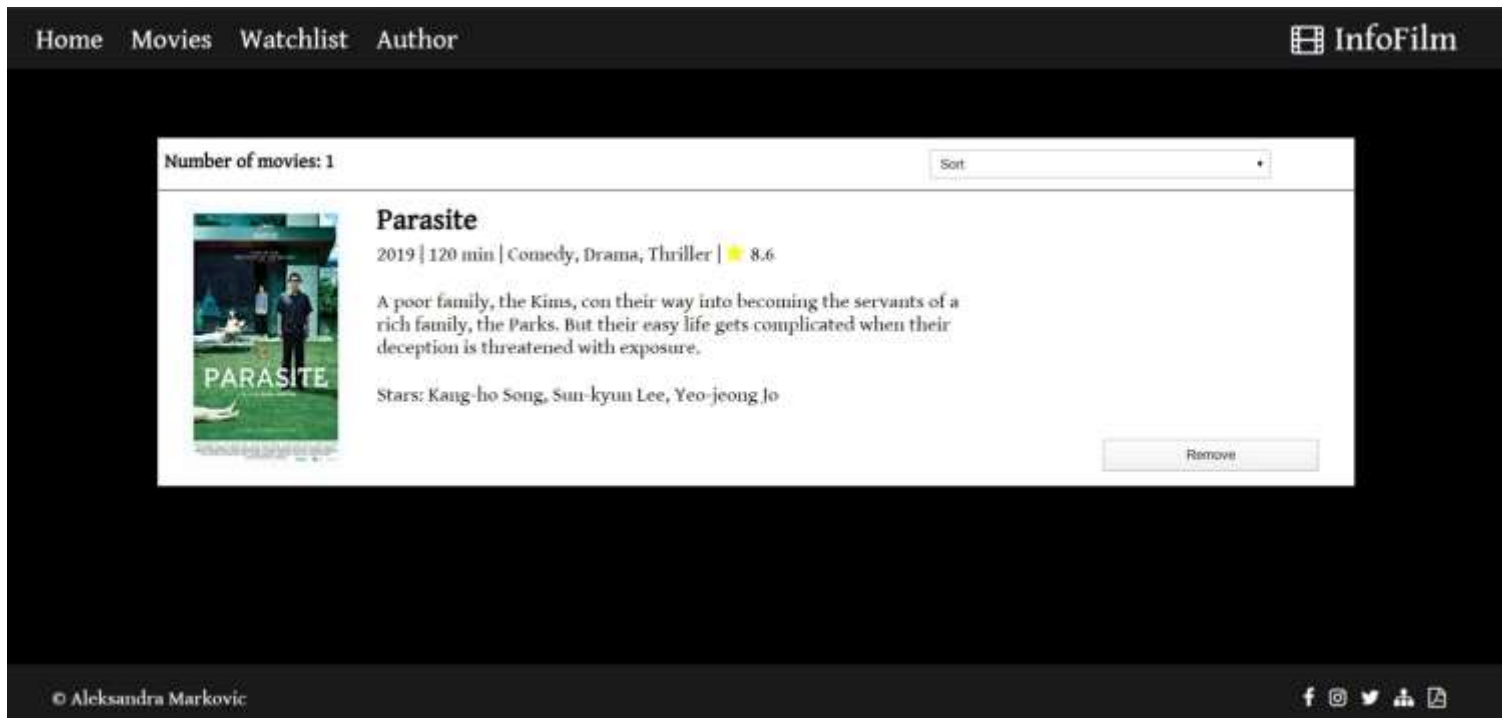 Home Movies Watchlist Author InfoFilm
Number of movies: 1 Sort
Parasite
2019 | 120 min | Comedy, Drama, Thriller | 8.6
A poor family, the Kims, con their way into becoming the servants of a
rich family, the Parks. But their easy life gets complicated when their
deception is threatened with exposure.
Stars: Kang-ho Song, Sun-kyun Lee, Yeo-jeong Jo
PARASITE
Remove
© Aleksandra Markovic